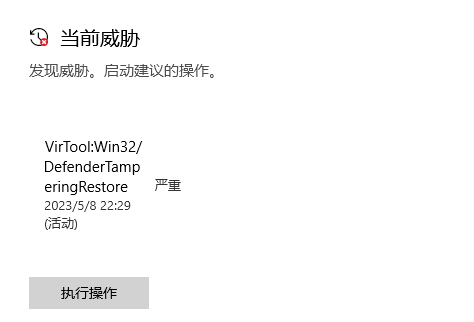 当前威胁
发现威胁。启动建议的操作。
VirTool:Win32/
DefenderTamp
eringRestore
严重
2023/5/8 22:29
(活动)
执行操作